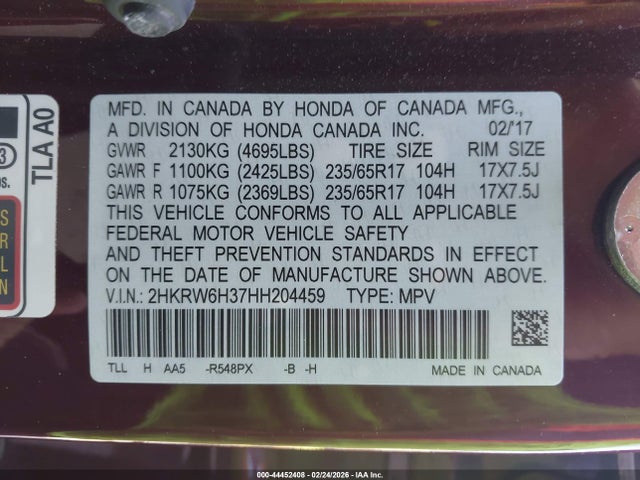 MFD. IN CANADA BY HONDA OF CANADA MFG.,
A DIVISION OF HONDA CANADA INC. 02/'17
GVWR 2130KG (4695LBS) TIRE SIZE RIM SIZE
GAWR F 1100KG (2425LBS) 235/65R17 104H 17X7.5J
GAWR R 1075KG (2369LBS) 235/65R17 104H 17X7.5J
THIS VEHICLE CONFORMS TO ALL APPLICABLE
FEDERAL MOTOR VEHICLE SAFETY
AND THEFT PREVENTION STANDARDS IN EFFECT
ON THE DATE OF MANUFACTURE SHOWN ABOVE.
V.I.N.: 2HKRW6H37HH204459 TYPE: MPV
TLL H AA5 -R548PX -B -H
MADE IN CANADA
TLA A0
000-44452408 - 02/24/2026 - IAA Inc.